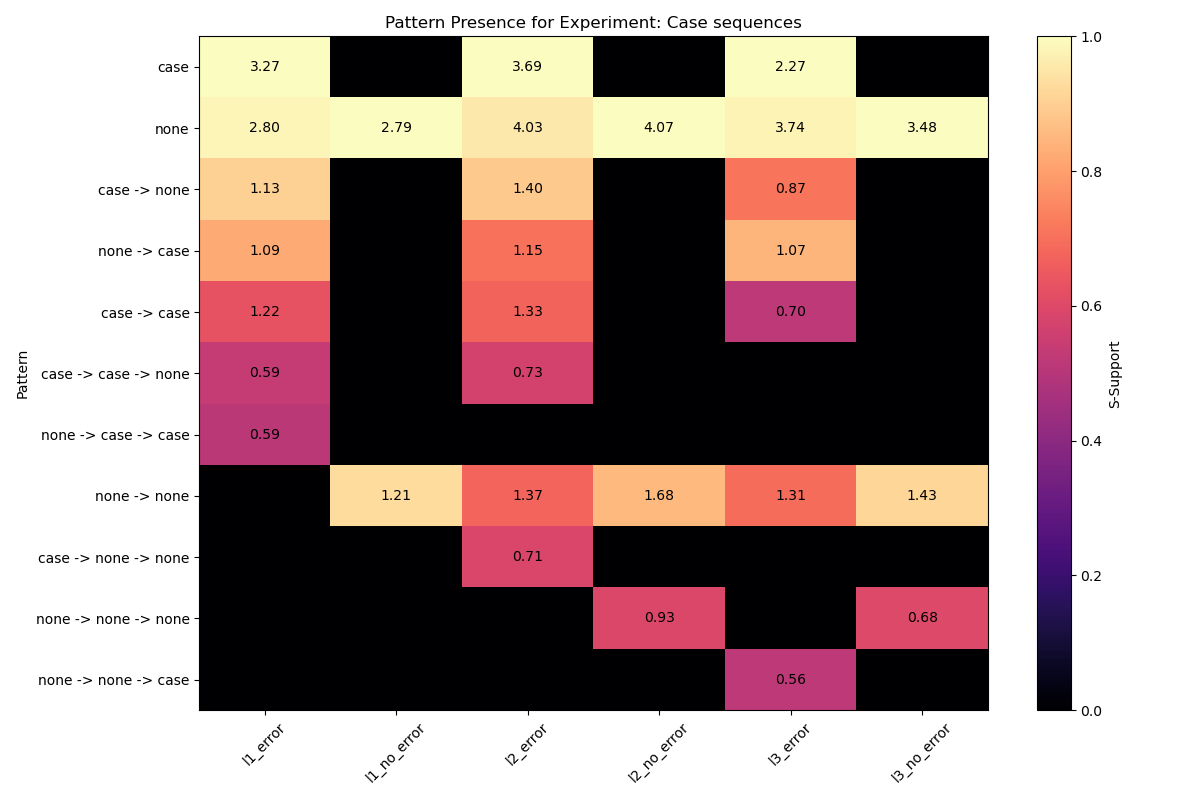 Pattern Presence for Experiment: Case sequences
Pattern
case 3.27 3.69 2.27
none 2.80 2.79 4.03 4.07 3.74 3.48
case -> none 1.13 1.40 0.87
none -> case 1.09 1.15 1.07
case -> case 1.22 1.33 0.70
case -> case -> none 0.59 0.73
none -> case -> case 0.59
none -> none 1.21 1.37 1.68 1.31 1.43
case -> none -> none 0.71
none -> none -> none 0.93 0.68
none -> none -> case 0.56
l1_error l1_no_error l2_error l2_no_error l3_error l3_no_error
1.0
0.8
0.6
0.4
0.2
0.0
S-Support